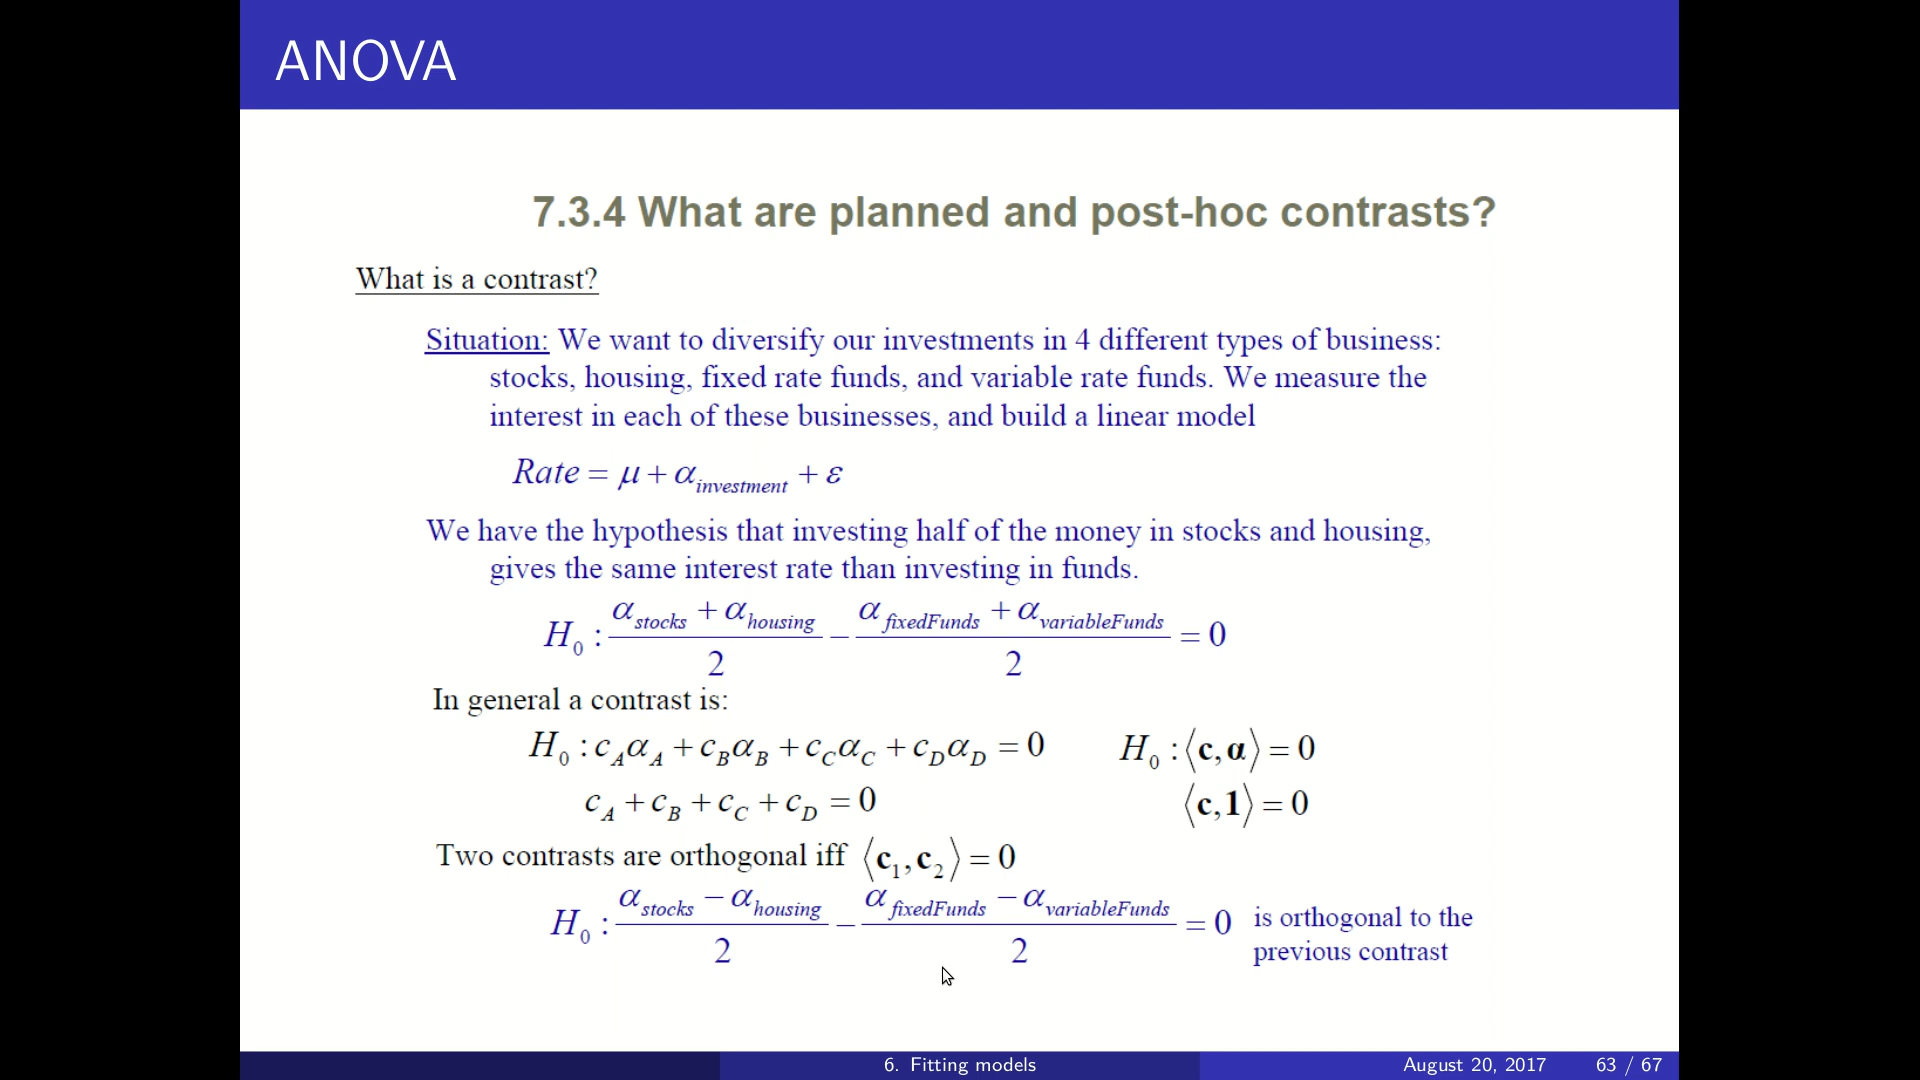 ANOVA
7.3.4 What are planned and post-hoc contrasts?
What is a contrast?
Situation: We want to diversify our investments in 4 different types of business:
stocks, housing, fixed rate funds, and variable rate funds. We measure the
interest in each of these businesses, and build a linear model
Rate = μ + α_investment + ε
We have the hypothesis that investing half of the money in stocks and housing,
gives the same interest rate than investing in funds.
H₀ : (α_stocks + α_housing)/2 − (α_fixedFunds + α_variableFunds)/2 = 0
In general a contrast is:
H₀ : c_A α_A + c_B α_B + c_C α_C + c_D α_D = 0 H₀ : ⟨c, α⟩ = 0
c_A + c_B + c_C + c_D = 0 ⟨c, 1⟩ = 0
Two contrasts are orthogonal iff ⟨c₁, c₂⟩ = 0
H₀ : (α_stocks − α_housing)/2 − (α_fixedFunds − α_variableFunds)/2 = 0 is orthogonal to the
previous contrast
6. Fitting models August 20, 2017 63 / 67